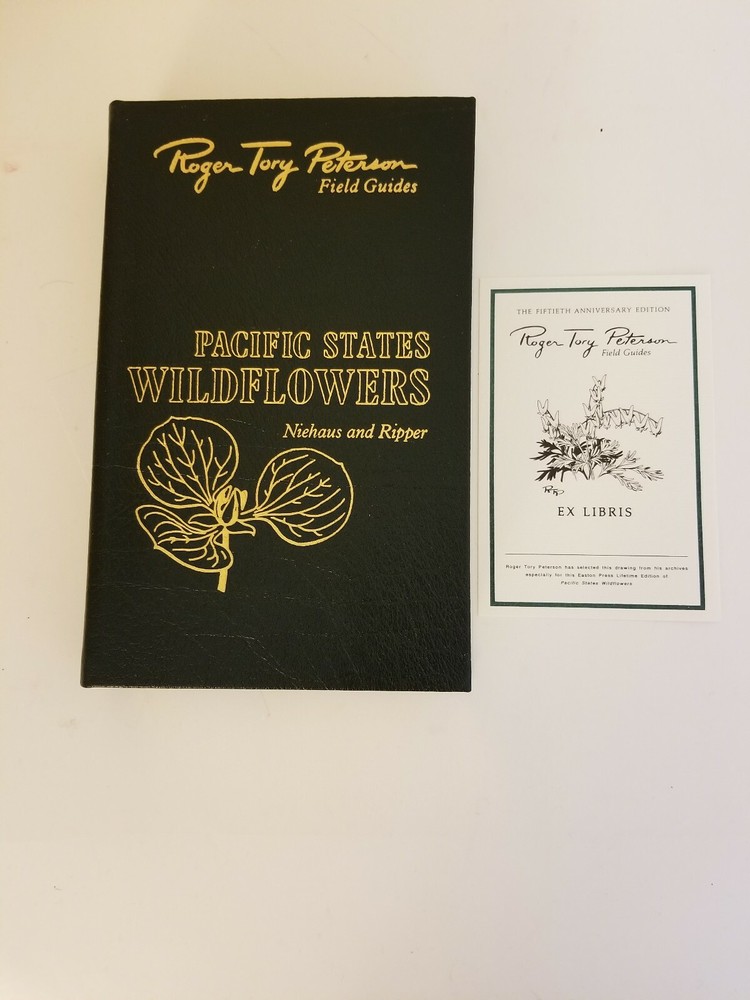 Roger Tory Peterson
Field Guides
PACIFIC STATES
WILDFLOWERS
Niehaus and Ripper
THE FIFTIETH ANNIVERSARY EDITION
Roger Tory Peterson
Field Guides
RTP
EX LIBRIS
Roger Tory Peterson has selected this drawing from his archives
especially for this Easton Press Lifetime Edition of
Pacific States Wildflowers